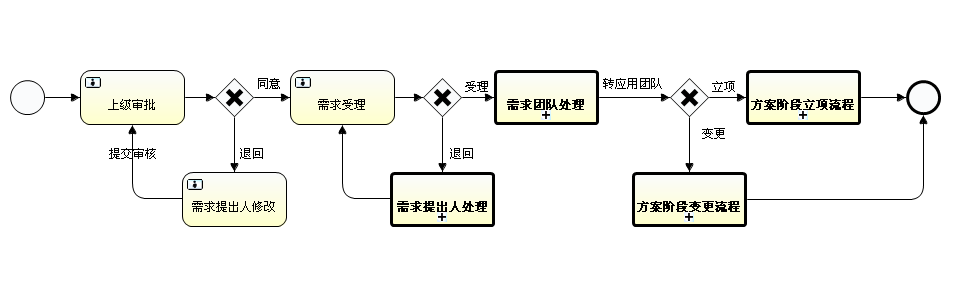 上级审批
同意
需求受理
受理
需求团队处理
转应用团队
立项
方案阶段立项流程
变更
提交审核
退回
退回
需求提出人修改
需求提出人处理
方案阶段变更流程